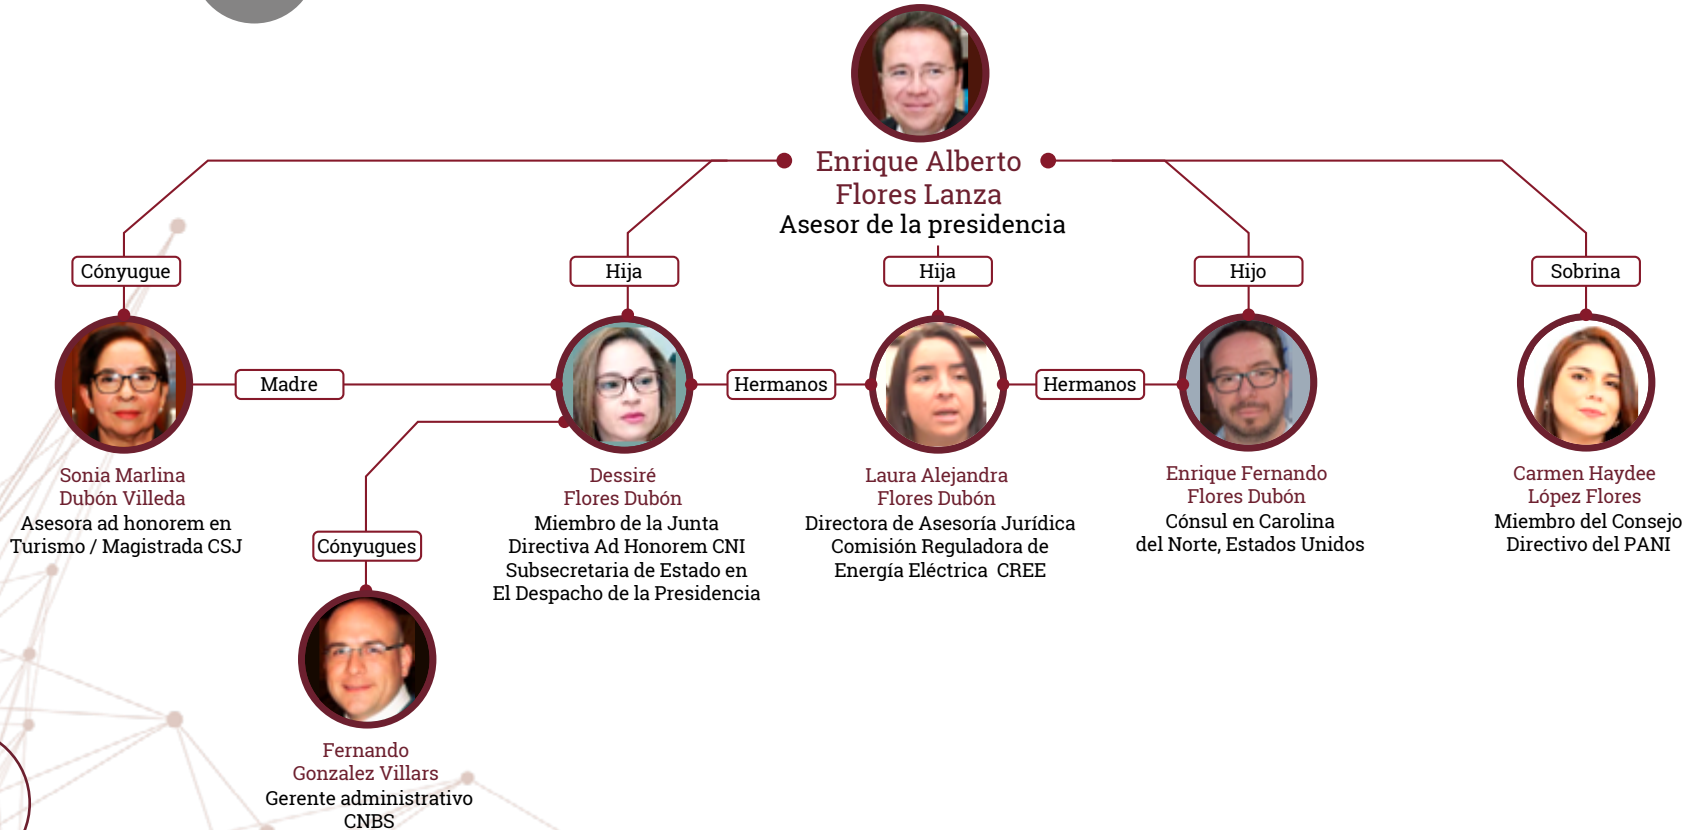 Enrique Alberto
Flores Lanza
Asesor de la presidencia
Cónyugue
Hija
Hija
Hijo
Sobrina
Madre
Hermanos
Hermanos
Sonia Marlina
Dubón Villeda
Asesora ad honorem en
Turismo / Magistrada CSJ
Dessiré
Flores Dubón
Miembro de la Junta
Directiva Ad Honorem CNI
Subsecretaria de Estado en
El Despacho de la Presidencia
Laura Alejandra
Flores Dubón
Directora de Asesoría Jurídica
Comisión Reguladora de
Energía Eléctrica CREE
Enrique Fernando
Flores Dubón
Cónsul en Carolina
del Norte, Estados Unidos
Carmen Haydee
López Flores
Miembro del Consejo
Directivo del PANI
Cónyugues
Fernando
Gonzalez Villars
Gerente administrativo
CNBS